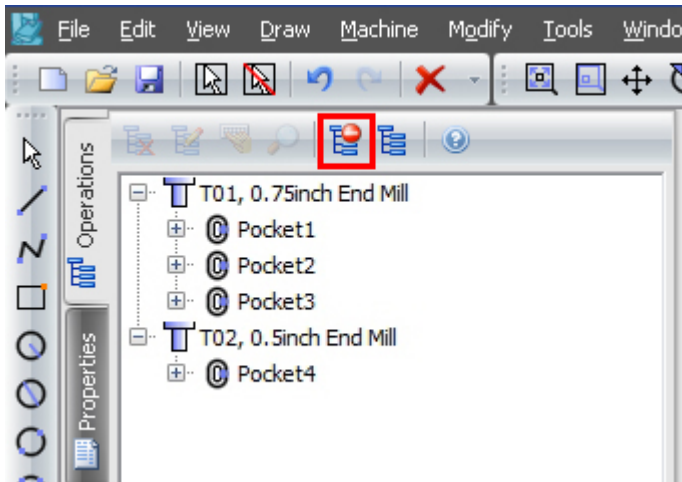 File Edit View Draw Machine Modify Tools Windo
Operations
T01, 0.75inch End Mill
Pocket1
Pocket2
Pocket3
T02, 0.5inch End Mill
Pocket4
Properties